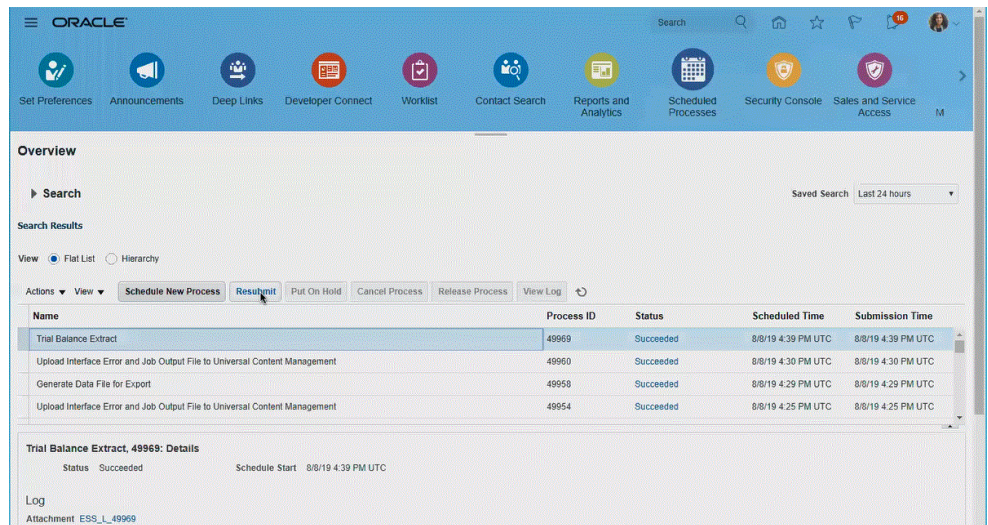 ORACLE
Search
16
Set Preferences Announcements Deep Links Developer Connect Worklist Contact Search Reports and Analytics Scheduled Processes Security Console Sales and Service Access M
Overview
Search
Saved Search Last 24 hours
Search Results
View Flat List Hierarchy
Actions View Schedule New Process Resubmit Put On Hold Cancel Process Release Process View Log
Name Process ID Status Scheduled Time Submission Time
Trial Balance Extract 49969 Succeeded 8/8/19 4:39 PM UTC 8/8/19 4:39 PM UTC
Upload Interface Error and Job Output File to Universal Content Management 49960 Succeeded 8/8/19 4:30 PM UTC 8/8/19 4:30 PM UTC
Generate Data File for Export 49958 Succeeded 8/8/19 4:29 PM UTC 8/8/19 4:29 PM UTC
Upload Interface Error and Job Output File to Universal Content Management 49954 Succeeded 8/8/19 4:25 PM UTC 8/8/19 4:25 PM UTC
Trial Balance Extract, 49969: Details
Status Succeeded Schedule Start 8/8/19 4:39 PM UTC
Log
Attachment ESS_L_49969